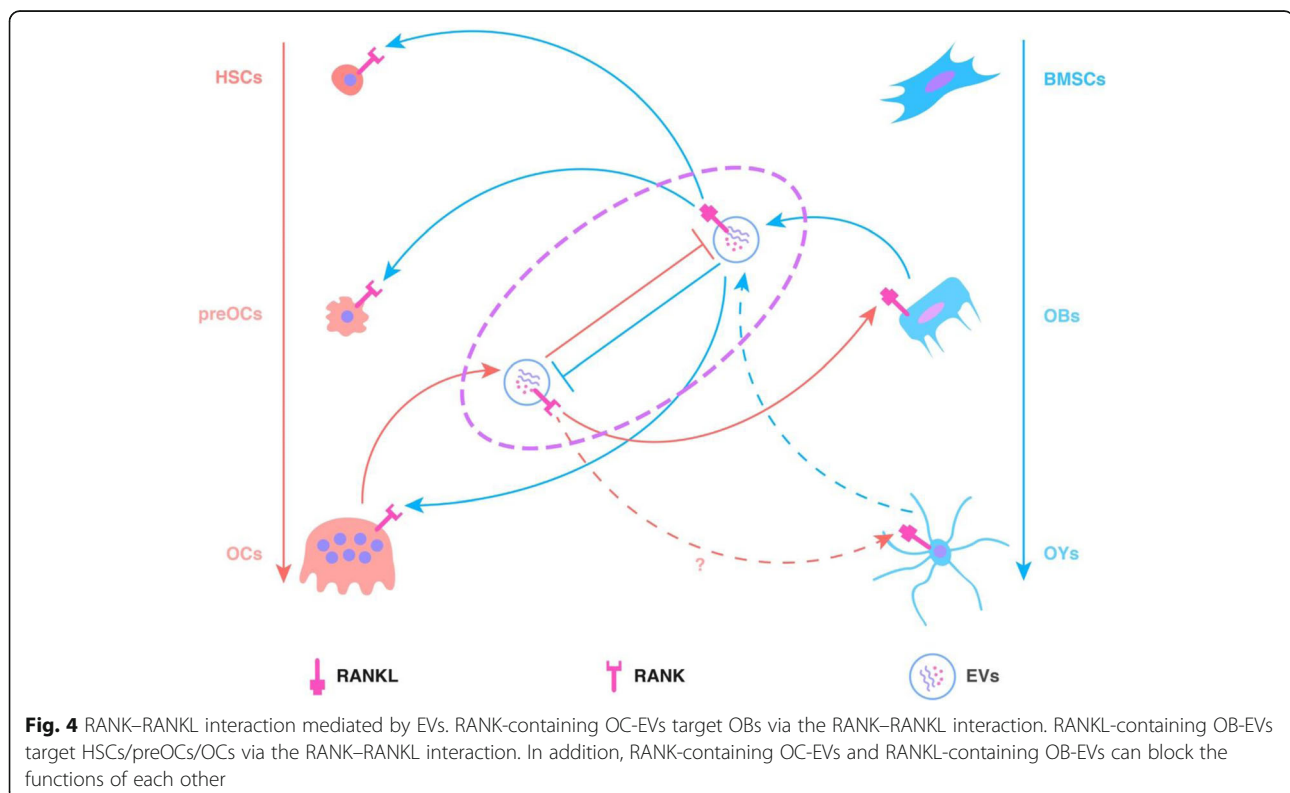 HSCs
BMSCs
preOCs
OBs
OCs
OYs
?
RANKL
RANK
EVs
Fig. 4 RANK–RANKL interaction mediated by EVs. RANK-containing OC-EVs target OBs via the RANK–RANKL interaction. RANKL-containing OB-EVs
target HSCs/preOCs/OCs via the RANK–RANKL interaction. In addition, RANK-containing OC-EVs and RANKL-containing OB-EVs can block the
functions of each other